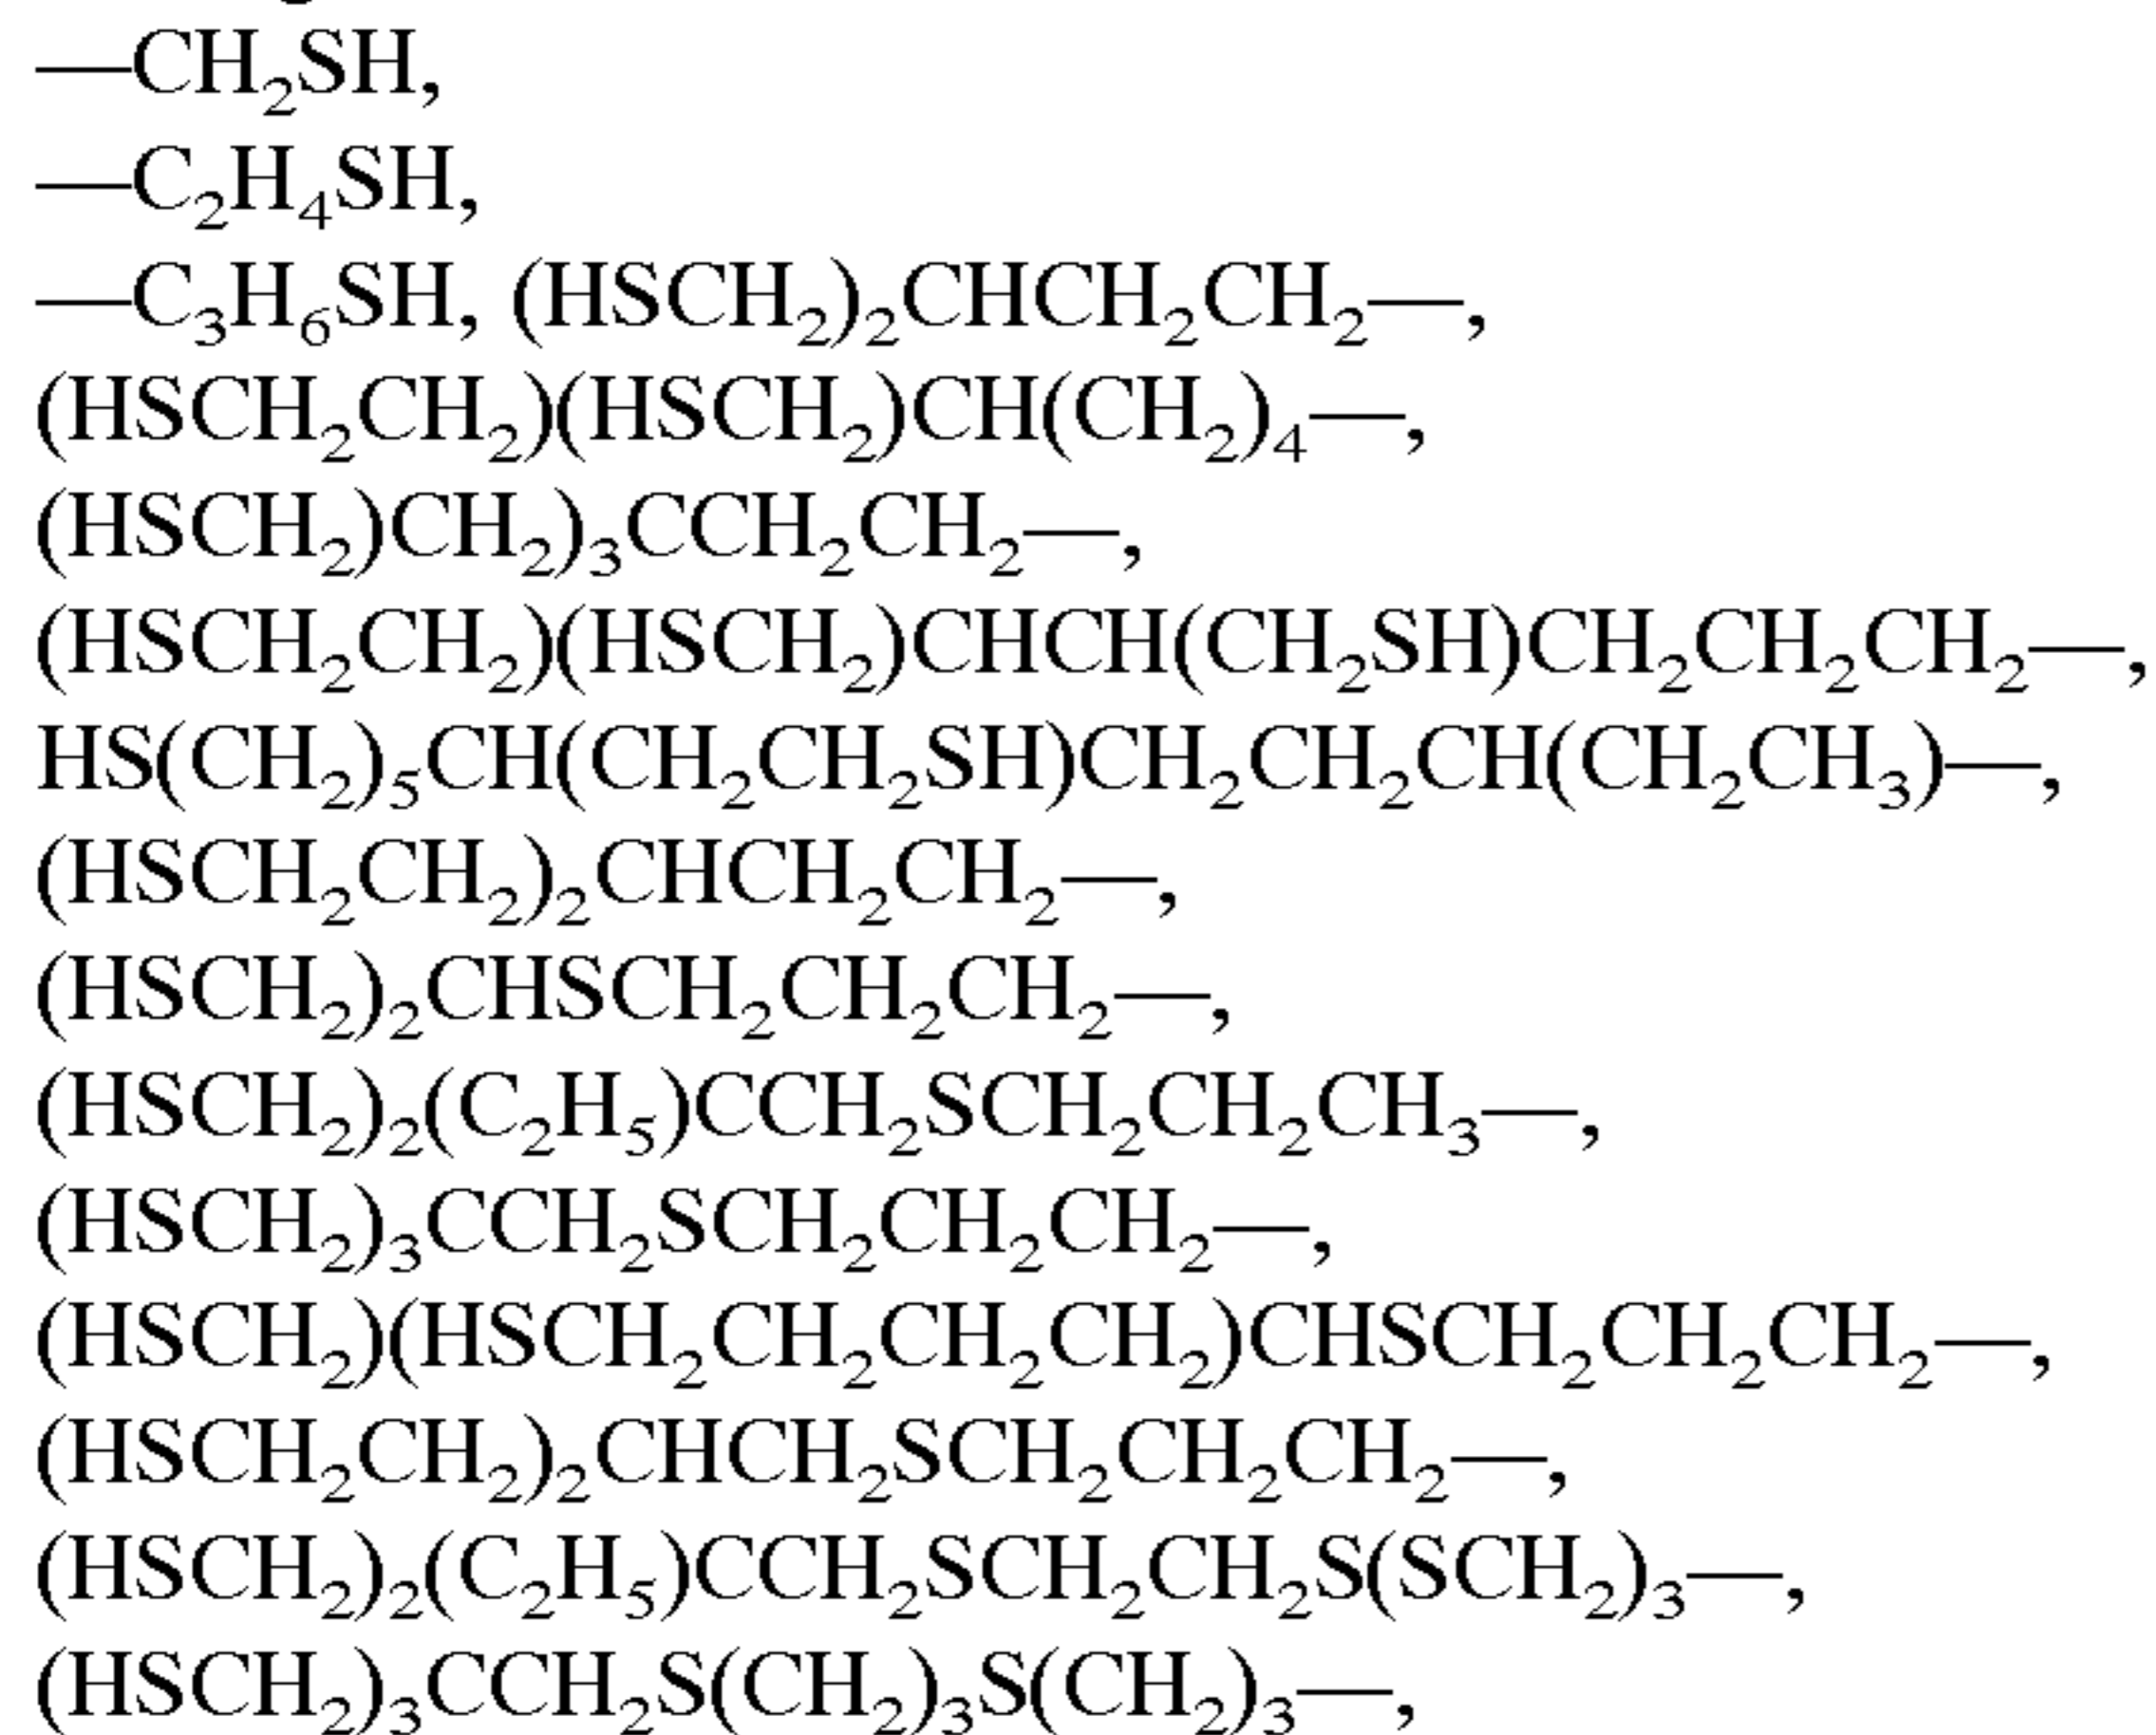 —CH₂SH,
—C₂H₄SH,
—C₃H₆SH, (HSCH₂)₂CHCH₂CH₂—,
(HSCH₂CH₂)(HSCH₂)CH(CH₂)₄—,
(HSCH₂)CH₂)₃CCH₂CH₂—,
(HSCH₂CH₂)(HSCH₂)CHCH(CH₂SH)CH₂CH₂CH₂—,
HS(CH₂)₅CH(CH₂CH₂SH)CH₂CH₂CH(CH₂CH₃)—,
(HSCH₂CH₂)₂CHCH₂CH₂—,
(HSCH₂)₂CHSCH₂CH₂CH₂—,
(HSCH₂)₂(C₂H₅)CCH₂SCH₂CH₂CH₃—,
(HSCH₂)₃CCH₂SCH₂CH₂CH₂—,
(HSCH₂)(HSCH₂CH₂CH₂CH₂)CHSCH₂CH₂CH₂—,
(HSCH₂CH₂)₂CHCH₂SCH₂CH₂CH₂—,
(HSCH₂)₂(C₂H₅)CCH₂SCH₂CH₂S(SCH₂)₃—,
(HSCH₂)₃CCH₂S(CH₂)₃S(CH₂)₃—,